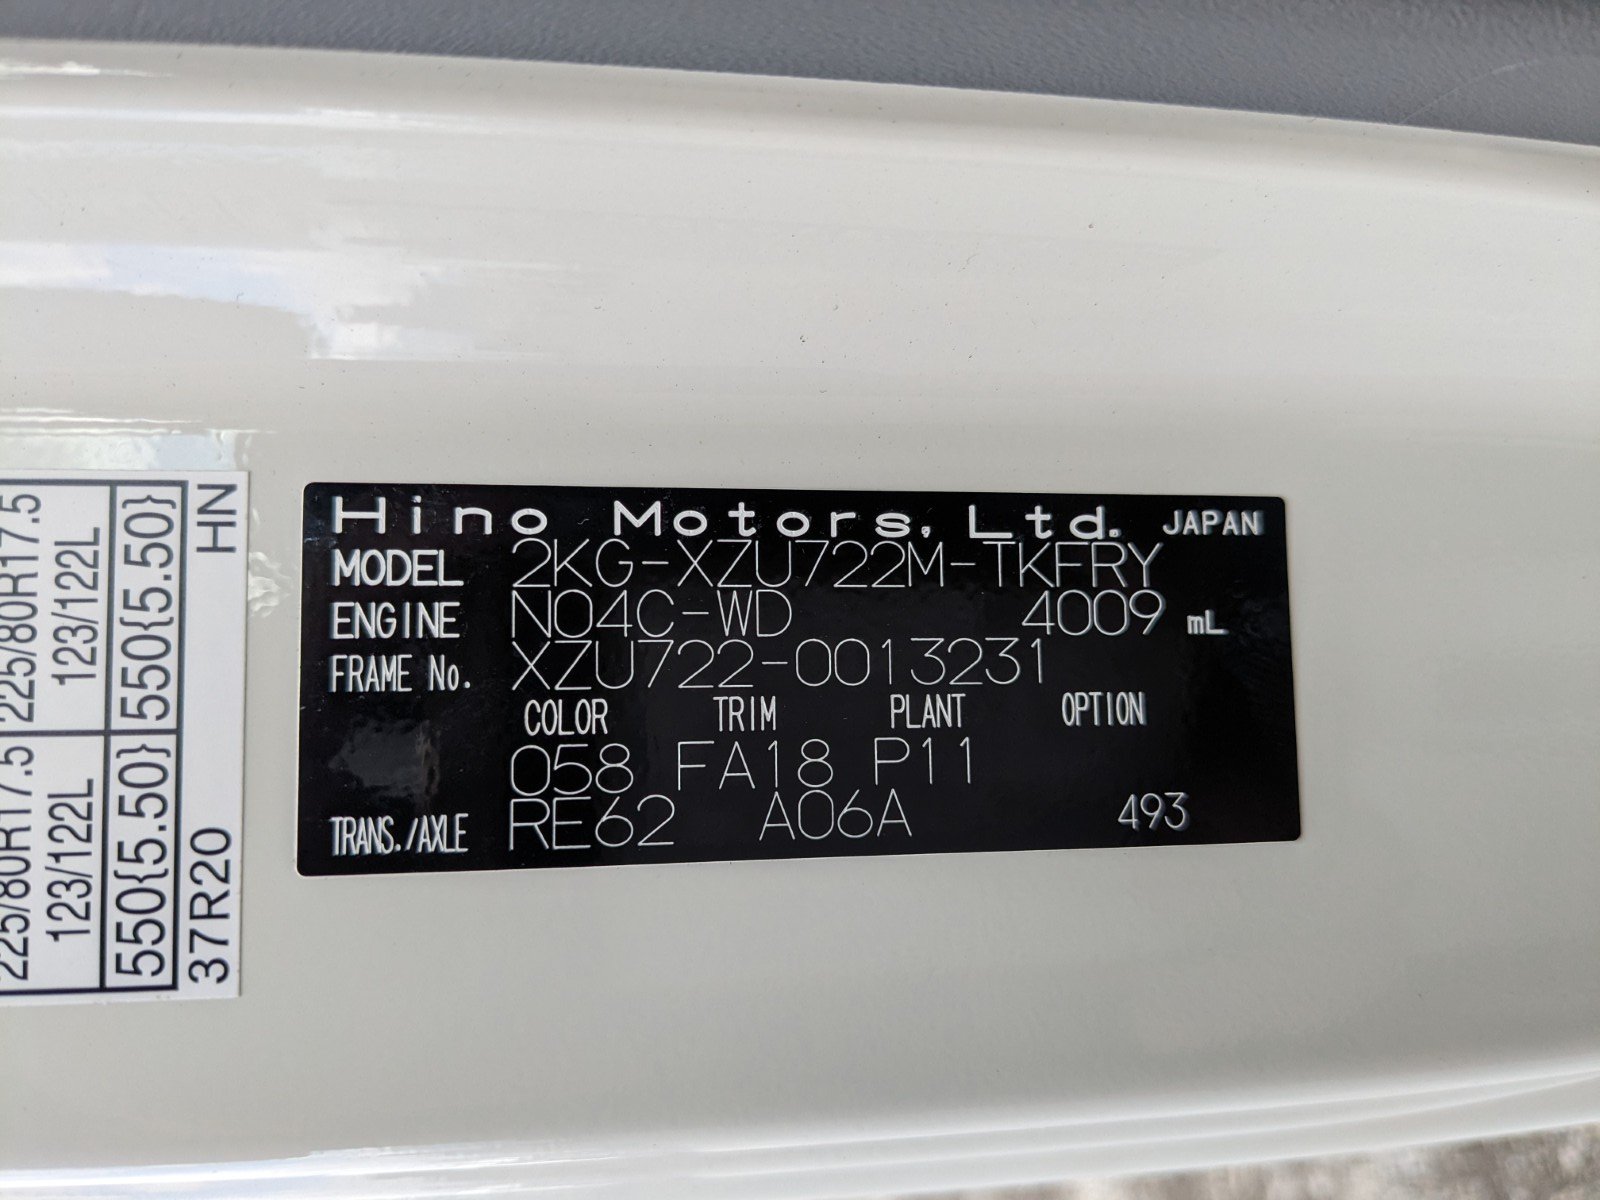 Hino Motors, Ltd. JAPAN
MODEL 2KG-XZU722M-TKFRY
ENGINE N04C-WD 4009 mL
FRAME No. XZU722-0013231
COLOR TRIM PLANT OPTION
058 FA18 P11
TRANS./AXLE RE62 A06A 493
225/80R17.5 225/80R17.5
123/122L 123/122L
550{5.50} 550{5.50}
37R20 HN